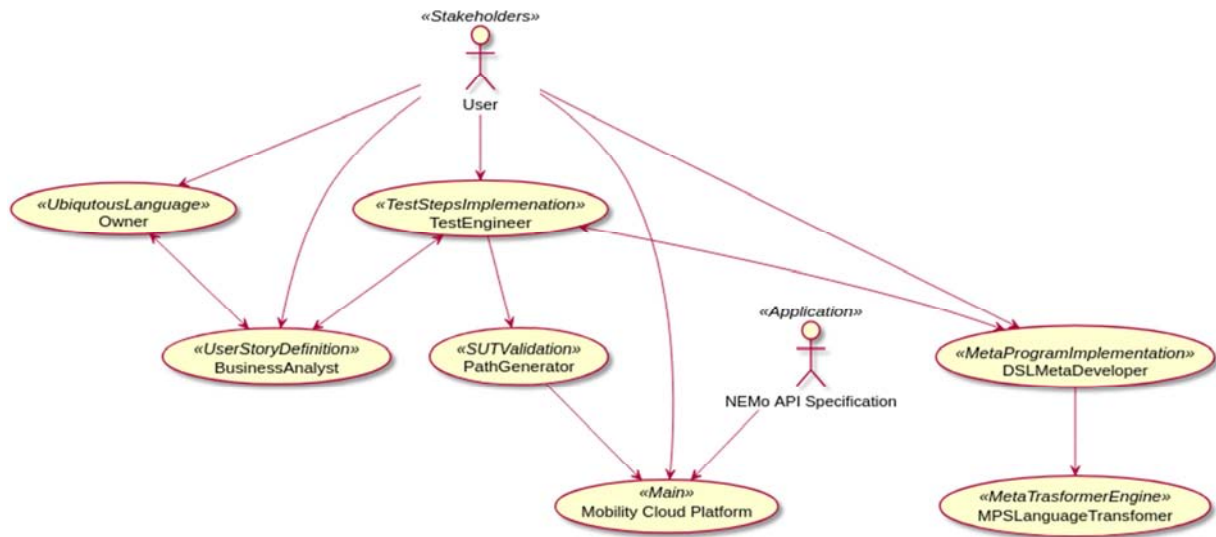 «Stakeholders»
User
«UbiqutousLanguage»
Owner
«TestStepsImplemenation»
TestEngineer
«Application»
NEMo API Specification
«UserStoryDefinition»
BusinessAnalyst
«SUTValidation»
PathGenerator
«MetaProgramImplementation»
DSLMetaDeveloper
«Main»
Mobility Cloud Platform
«MetaTrasformerEngine»
MPSLanguageTransfomer